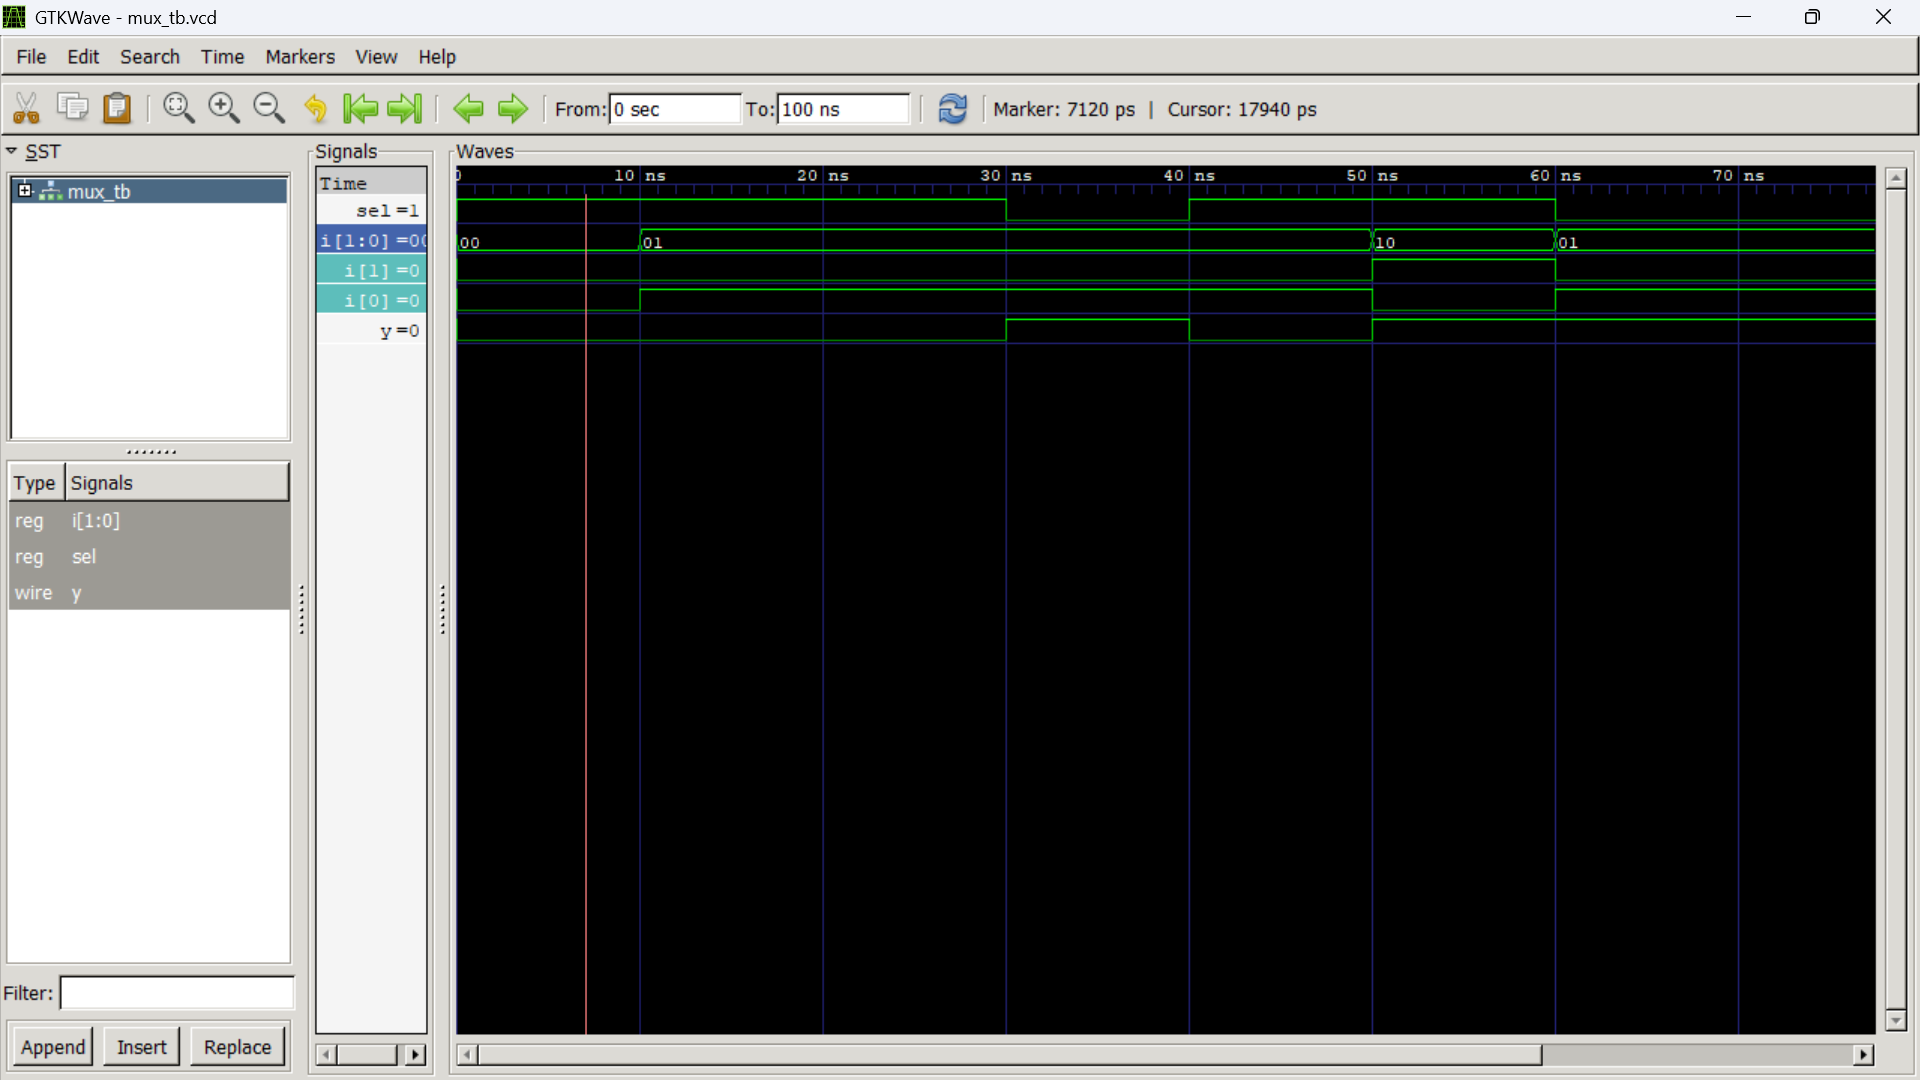 GTKWave - mux_tb.vcd
File Edit Search Time Markers View Help
From: 0 sec To: 100 ns Marker: 7120 ps | Cursor: 17940 ps
SST
mux_tb
Type Signals
reg i[1:0]
reg sel
wire y
Filter:
Append Insert Replace
Signals
Time
sel =1
i[1:0] =00
i[1] =0
i[0] =0
y =0
Waves
0 10 ns 20 ns 30 ns 40 ns 50 ns 60 ns 70 ns
00 01 10 01